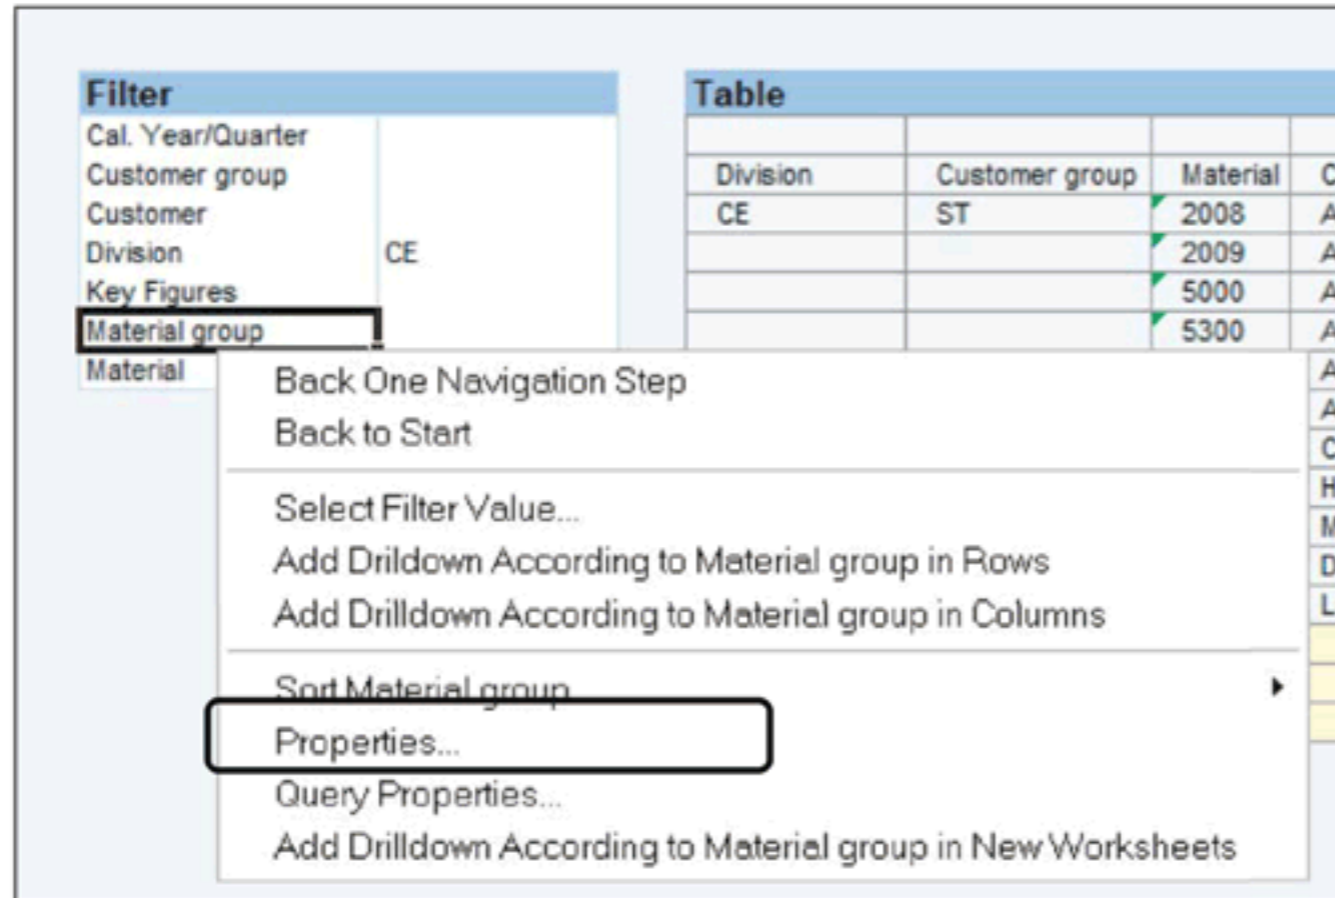 Filter
Cal. Year/Quarter
Customer group
Customer
Division CE
Key Figures
Material group
Material
Table
Division Customer group Material C
CE ST 2008 A
2009 A
5000 A
5300 A
A
A
C
H
M
D
L
Back One Navigation Step
Back to Start
Select Filter Value...
Add Drildown According to Material group in Rows
Add Drilldown According to Material group in Columns
Sort Material group
Properties...
Query Properties...
Add Drilldown According to Material group in New Worksheets